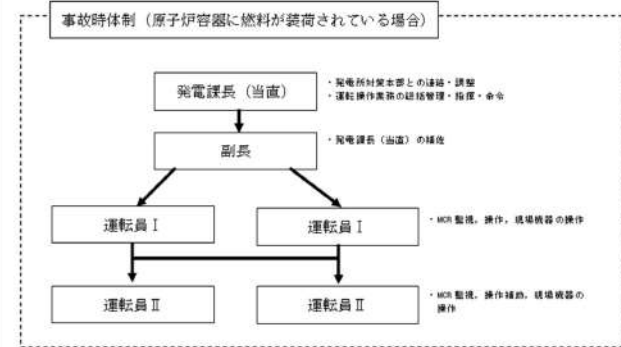 事故時体制（原子炉容器に燃料が装荷されている場合）
発電課長（当直）
・発電所対策本部との連絡・調整
・運転操作業務の総括管理・指揮・命令
副長
・発電課長（当直）の補佐
運転員Ⅰ
運転員Ⅰ
・MCR監視，操作，現場機器の操作
運転員Ⅱ
運転員Ⅱ
・MCR監視，操作補助，現場機器の
操作